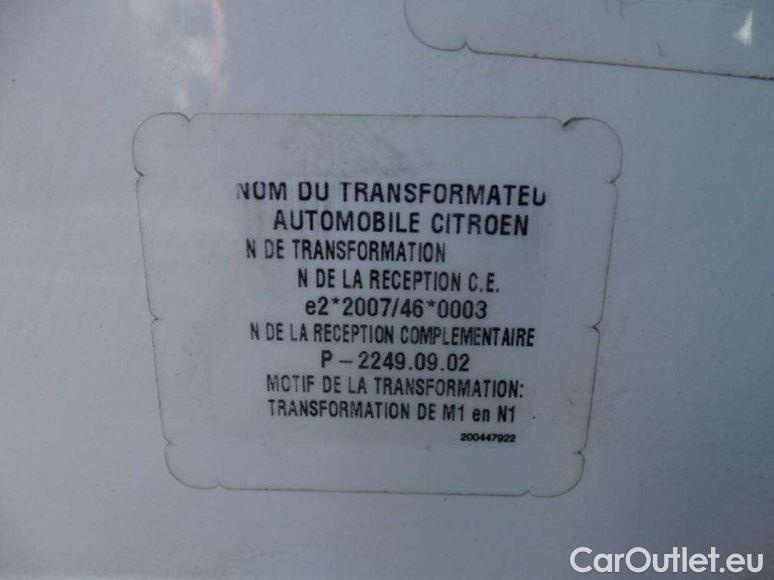 NOM DU TRANSFORMATEU
AUTOMOBILE CITROEN
N DE TRANSFORMATION
N DE LA RECEPTION C.E.
e2*2007/46*0003
N DE LA RECEPTION COMPLEMENTAIRE
P – 2249.09.02
MOTIF DE LA TRANSFORMATION:
TRANSFORMATION DE M1 en N1
200447922
CarOutlet.eu